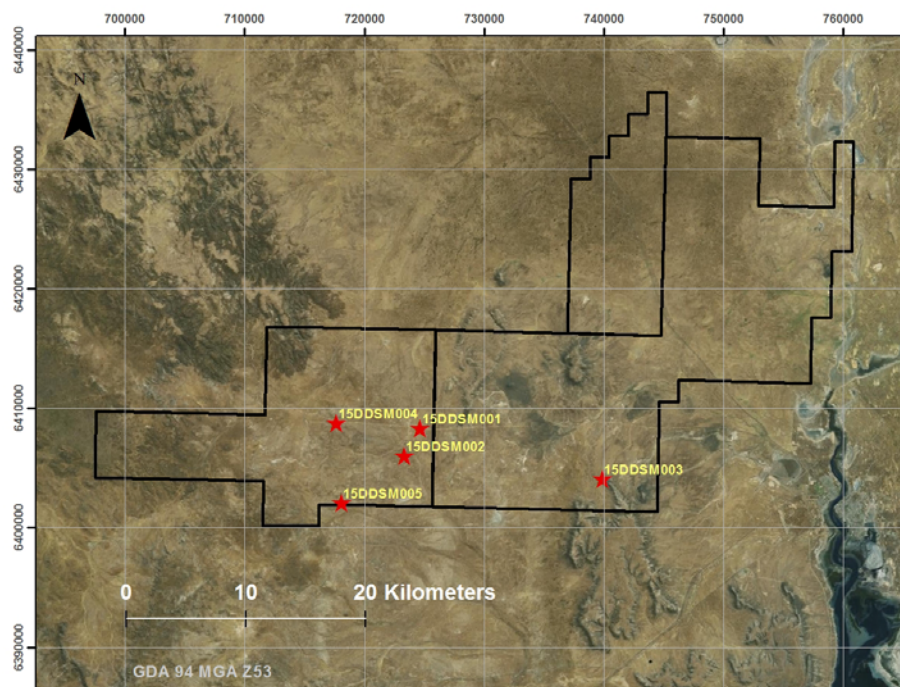 700000 710000 720000 730000 740000 750000 760000
6440000
N
6430000
6420000
6410000
15DDSM004
15DDSM001
15DDSM002
15DDSM003
15DDSM005
6400000
0 10 20 Kilometers
6390000
GDA 94 MGA Z53